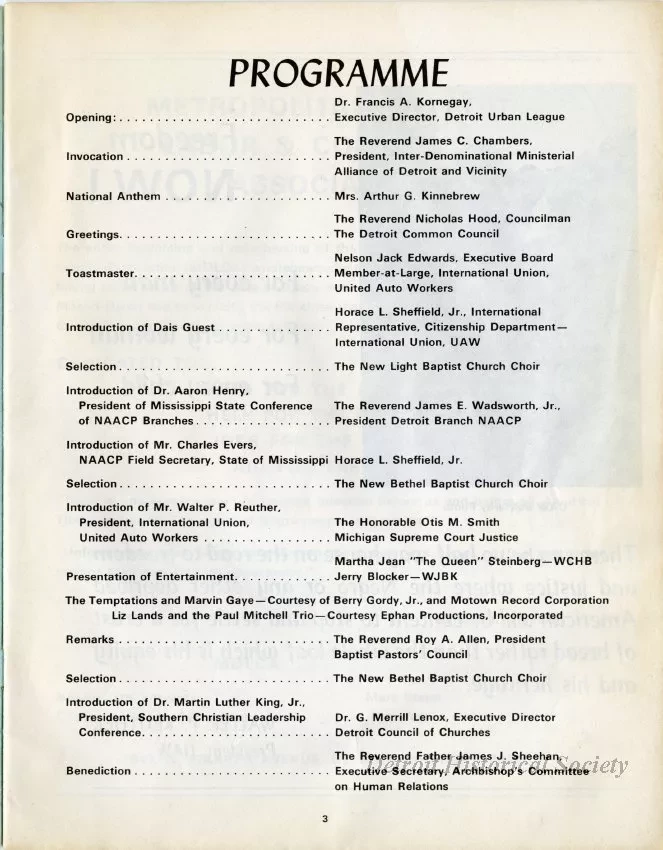 PROGRAMME
Dr. Francis A. Kornegay,
Opening:. . . . . . . . . . . . . . . . . . . . . . . . . . Executive Director, Detroit Urban League
The Reverend James C. Chambers,
Invocation . . . . . . . . . . . . . . . . . . . . . . . . . President, Inter-Denominational Ministerial
Alliance of Detroit and Vicinity
National Anthem . . . . . . . . . . . . . . . . . . . . Mrs. Arthur G. Kinnebrew
The Reverend Nicholas Hood, Councilman
Greetings. . . . . . . . . . . . . . . . . . . . . . . . . . The Detroit Common Council
Nelson Jack Edwards, Executive Board
Toastmaster. . . . . . . . . . . . . . . . . . . . . . . . Member-at-Large, International Union,
United Auto Workers
Horace L. Sheffield, Jr., International
Introduction of Dais Guest . . . . . . . . . . . . . . Representative, Citizenship Department—
International Union, UAW
Selection . . . . . . . . . . . . . . . . . . . . . . . . . . The New Light Baptist Church Choir
Introduction of Dr. Aaron Henry,
President of Mississippi State Conference The Reverend James E. Wadsworth, Jr.,
of NAACP Branches . . . . . . . . . . . . . . . . . President Detroit Branch NAACP
Introduction of Mr. Charles Evers,
NAACP Field Secretary, State of Mississippi Horace L. Sheffield, Jr.
Selection . . . . . . . . . . . . . . . . . . . . . . . . . . The New Bethel Baptist Church Choir
Introduction of Mr. Walter P. Reuther,
President, International Union, The Honorable Otis M. Smith
United Auto Workers . . . . . . . . . . . . . . . . Michigan Supreme Court Justice
Martha Jean "The Queen" Steinberg—WCHB
Presentation of Entertainment. . . . . . . . . . . . Jerry Blocker—WJBK
The Temptations and Marvin Gaye—Courtesy of Berry Gordy, Jr., and Motown Record Corporation
Liz Lands and the Paul Mitchell Trio—Courtesy Ephan Productions, Incorporated
Remarks . . . . . . . . . . . . . . . . . . . . . . . . . . The Reverend Roy A. Allen, President
Baptist Pastors' Council
Selection . . . . . . . . . . . . . . . . . . . . . . . . . . The New Bethel Baptist Church Choir
Introduction of Dr. Martin Luther King, Jr.,
President, Southern Christian Leadership Dr. G. Merrill Lenox, Executive Director
Conference. . . . . . . . . . . . . . . . . . . . . . . . Detroit Council of Churches
The Reverend Father James J. Sheehan,
Benediction . . . . . . . . . . . . . . . . . . . . . . . . Executive Secretary, Archbishop's Committee
on Human Relations
Detroit Historical Society
3